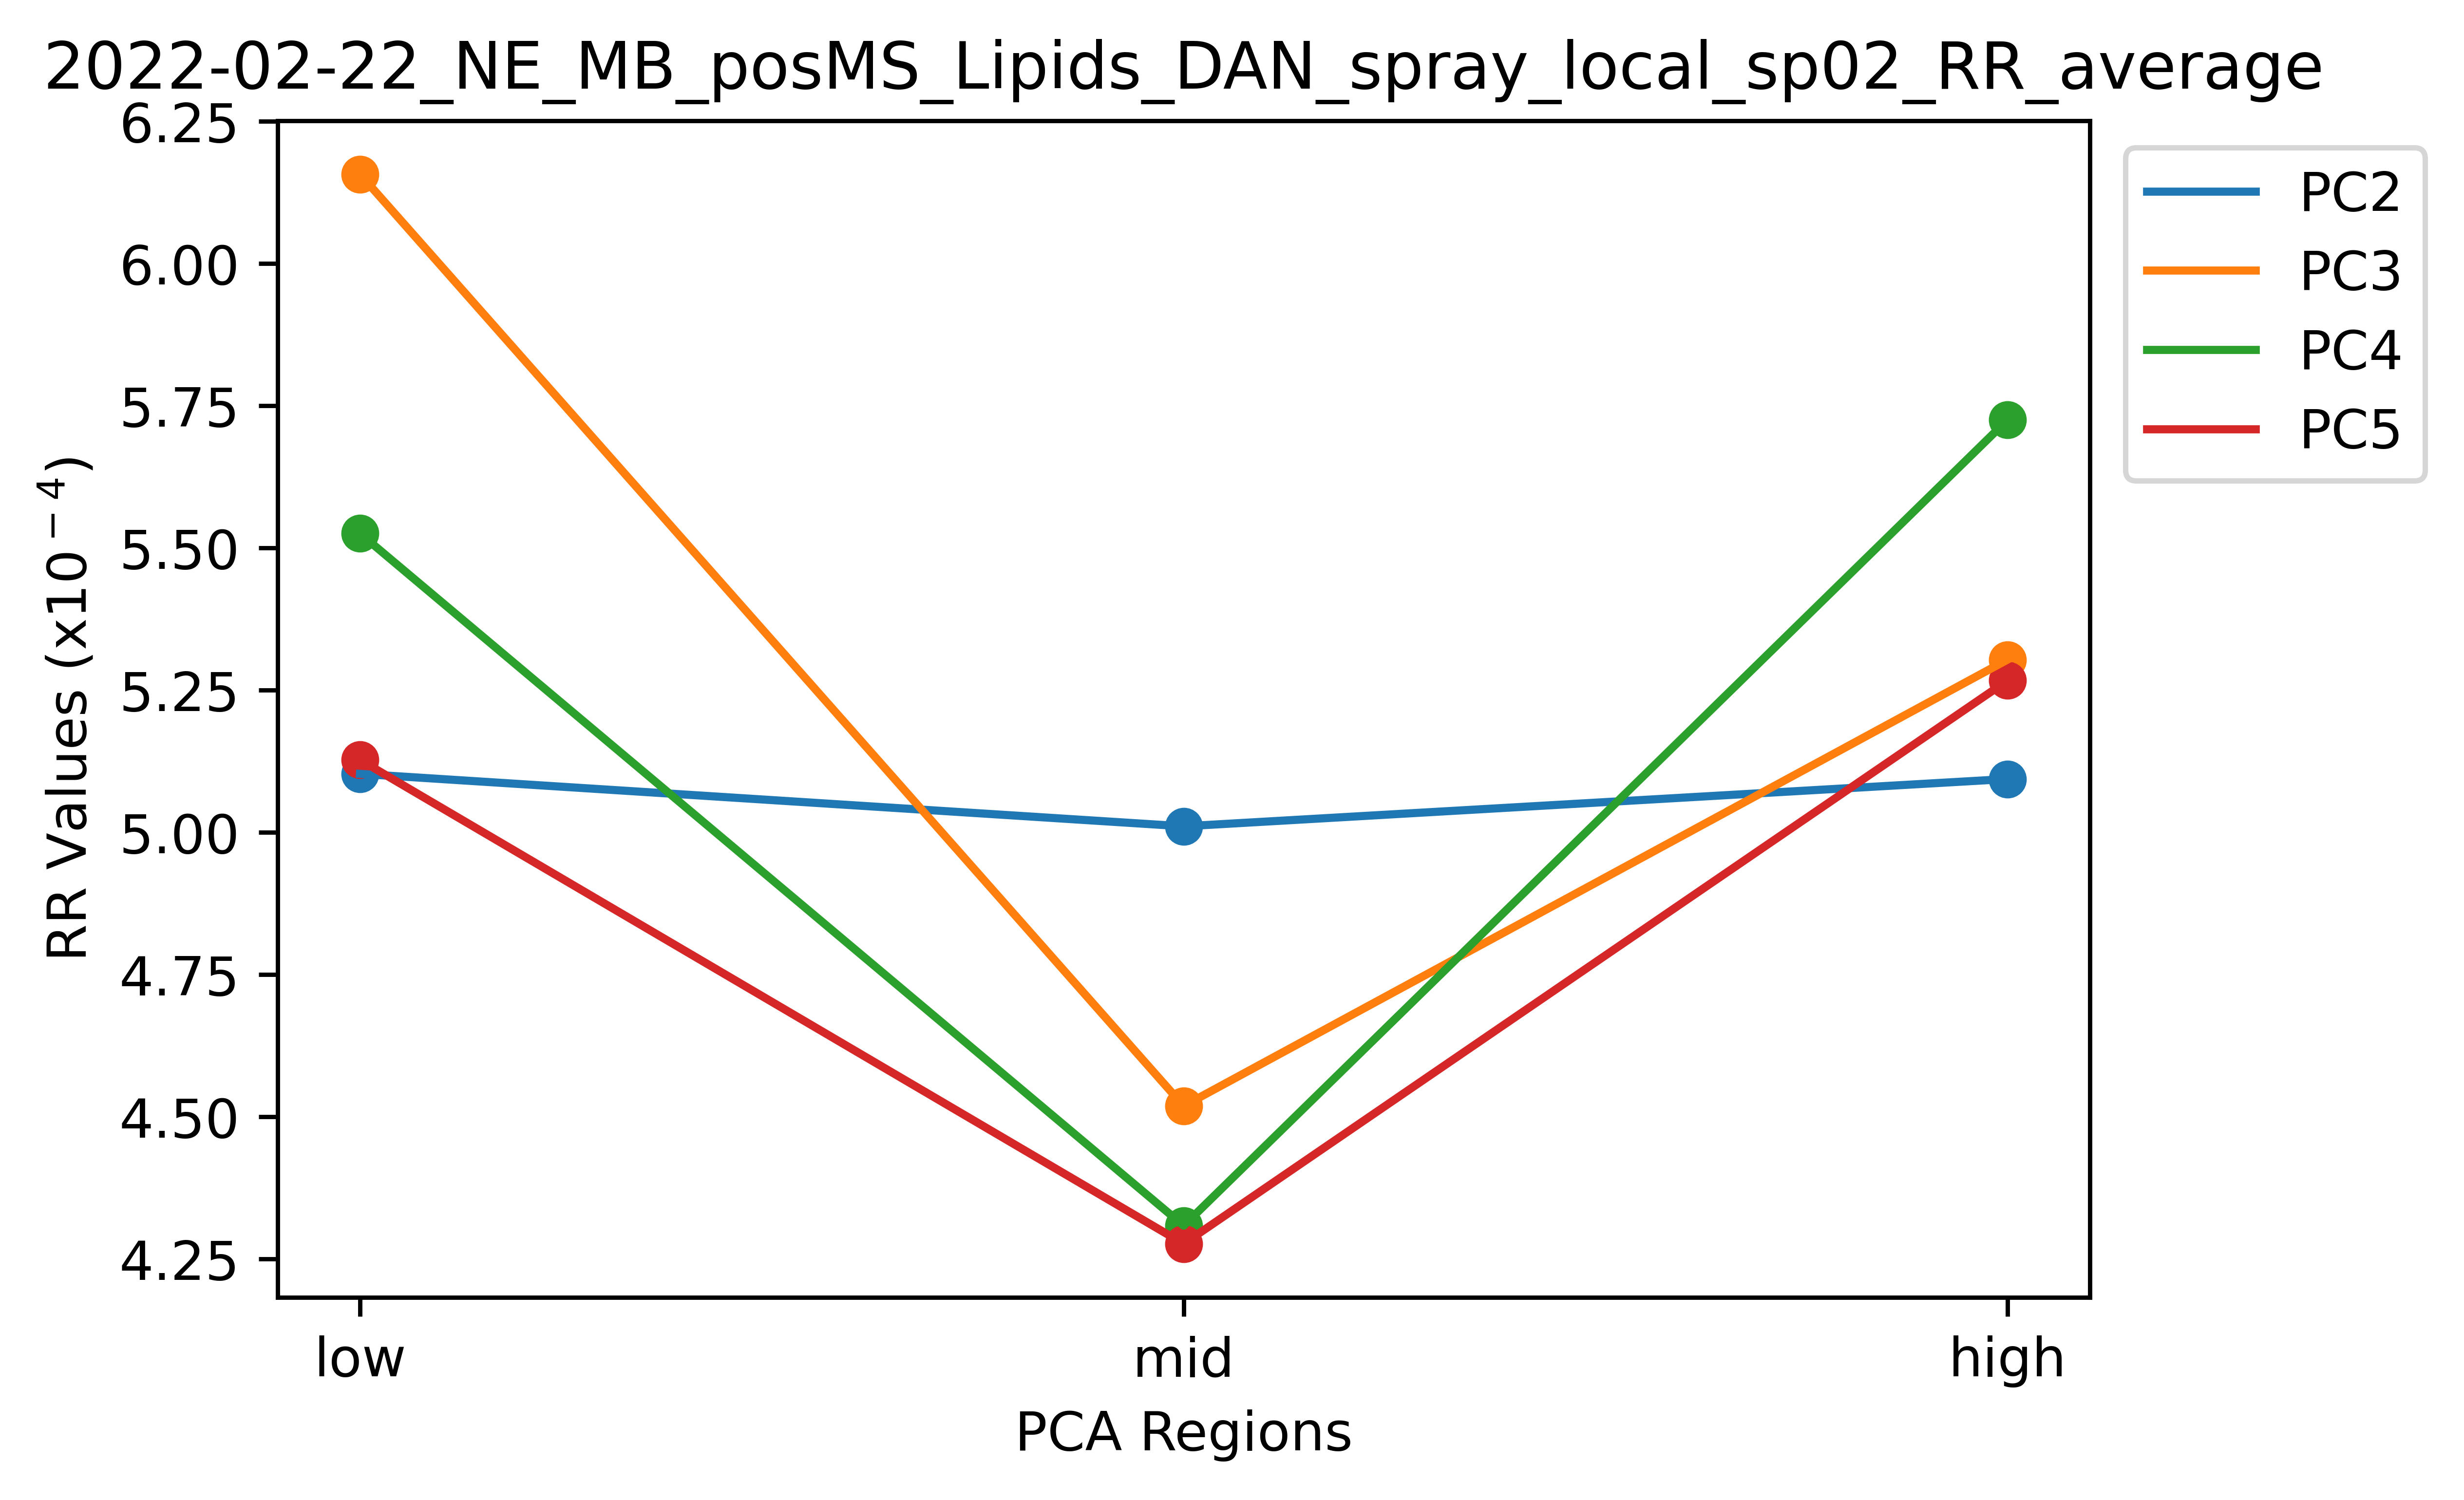 2022-02-22_NE_MB_posMS_Lipids_DAN_spray_local_sp02_RR_average
6.25
6.00
5.75
5.50
5.25
5.00
4.75
4.50
4.25
RR Values (x10⁻⁴)
low
mid
high
PCA Regions
PC2
PC3
PC4
PC5